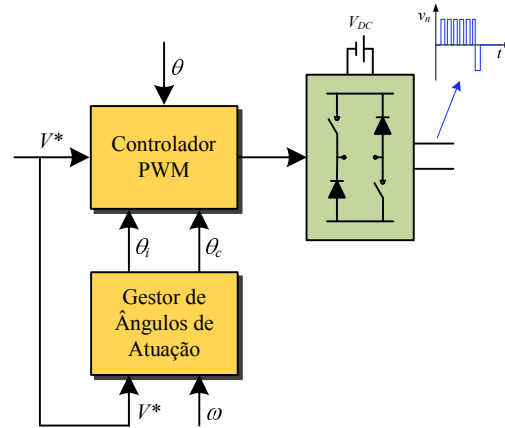 V_DC
v_n
t
θ
V*
Controlador
PWM
θ_i
θ_c
Gestor de
Ângulos de
Atuação
V*
ω